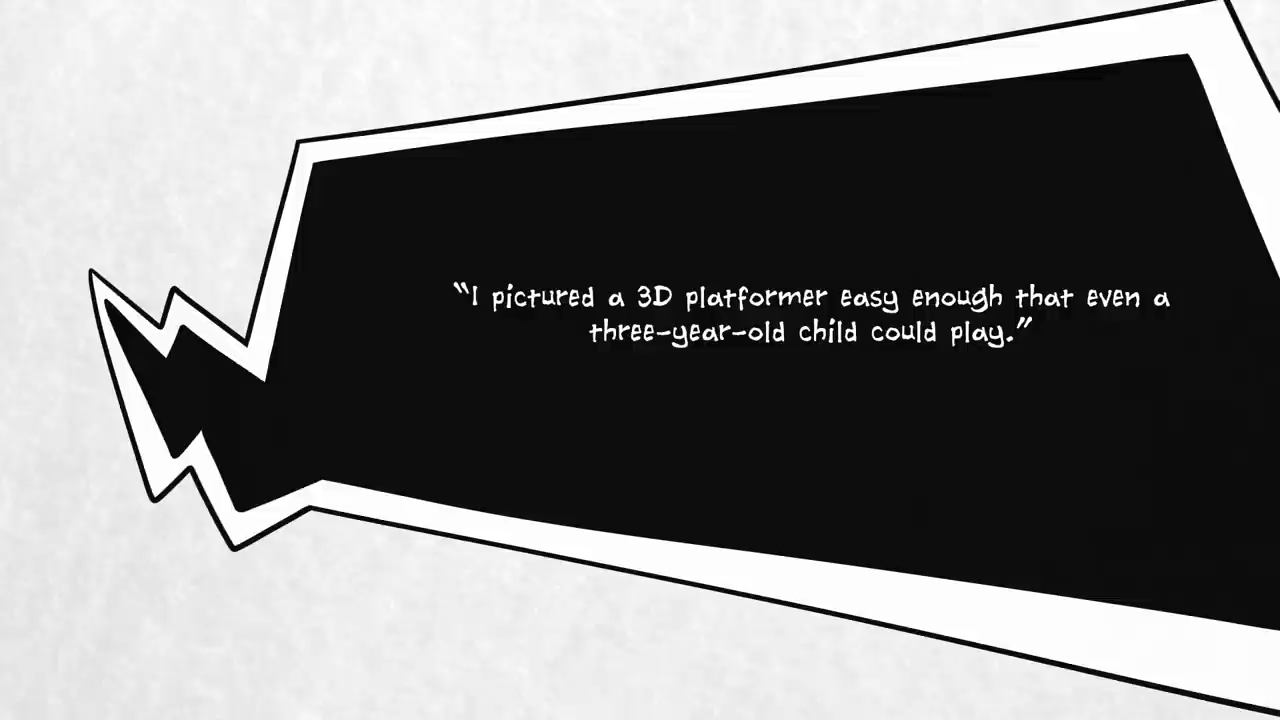 “I pictured a 3D platformer easy enough that even a
three-year-old child could play.”